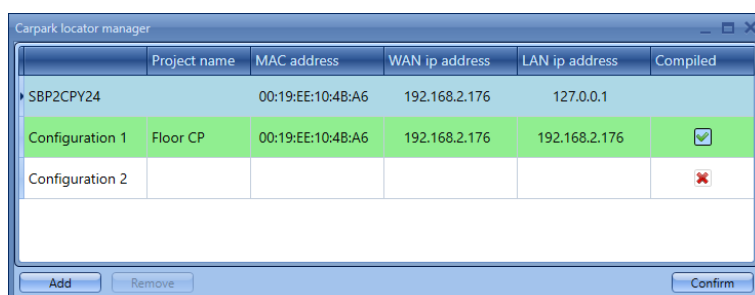 Carpark locator manager
Project name MAC address WAN ip address LAN ip address Compiled
SBP2CPY24 00:19:EE:10:4B:A6 192.168.2.176 127.0.0.1
Configuration 1 Floor CP 00:19:EE:10:4B:A6 192.168.2.176 192.168.2.176
Configuration 2
Add Remove Confirm